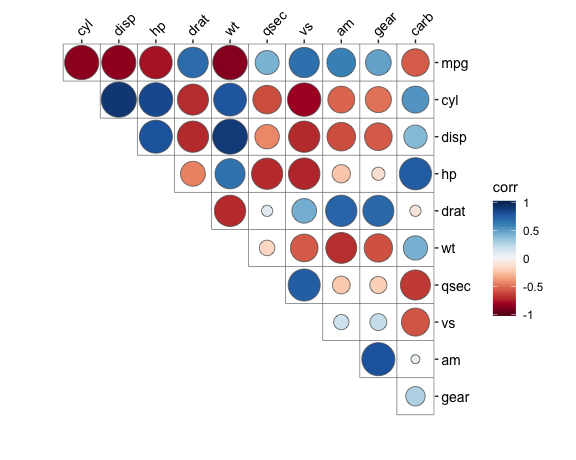 cyl disp hp drat wt qsec vs am gear carb
mpg
cyl
disp
hp
drat
wt
qsec
vs
am
gear
corr
1
0.5
0
-0.5
-1